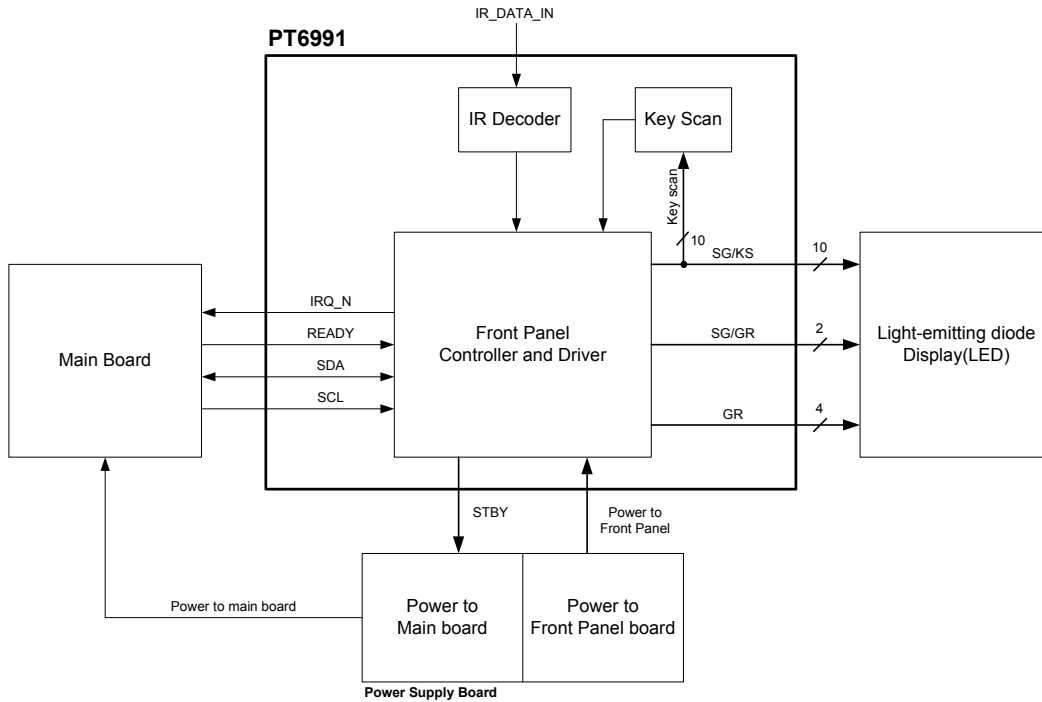 IR_DATA_IN
PT6991
IR Decoder
Key Scan
Key scan
10
SG/KS
10
IRQ_N
READY
SDA
SCL
Main Board
Front Panel
Controller and Driver
SG/GR
2
Light-emitting diode
Display(LED)
GR
4
STBY
Power to
Front Panel
Power to main board
Power to
Main board
Power to
Front Panel board
Power Supply Board